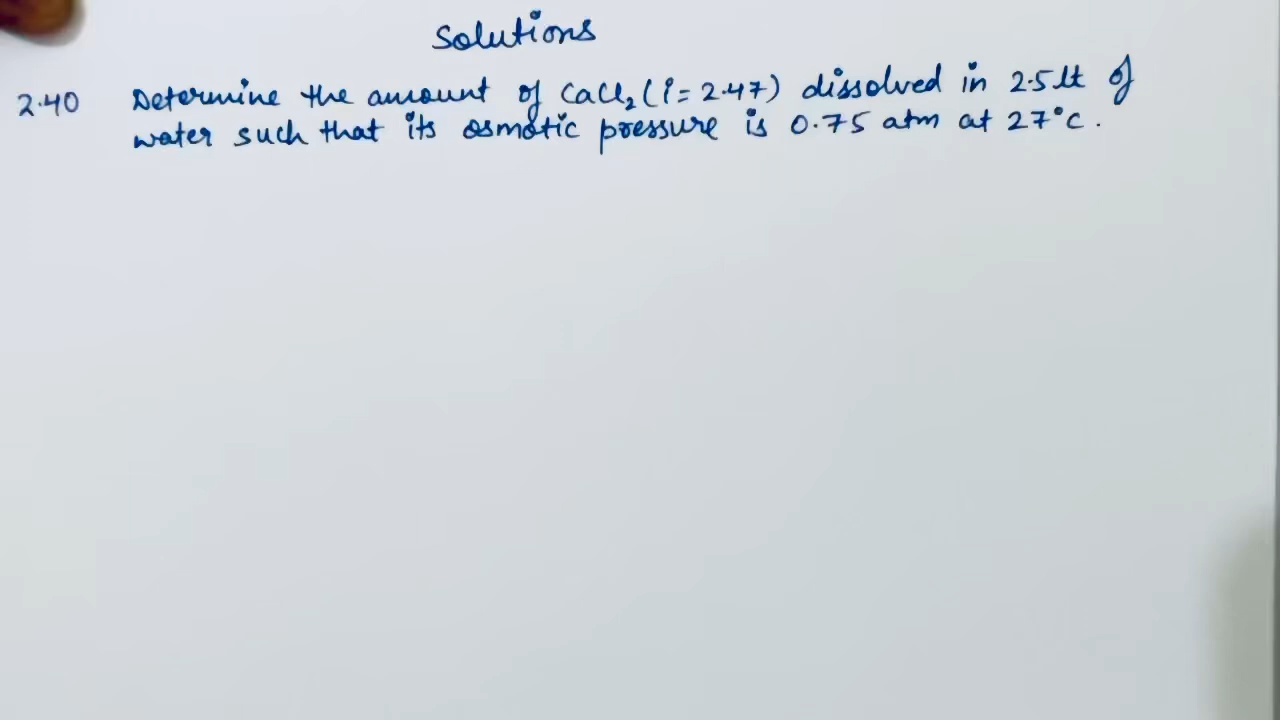 Solutions
2.40 Determine the amount of CaCl₂ (i = 2.47) dissolved in 2.5 lt of
water such that its osmotic pressure is 0.75 atm at 27°C.